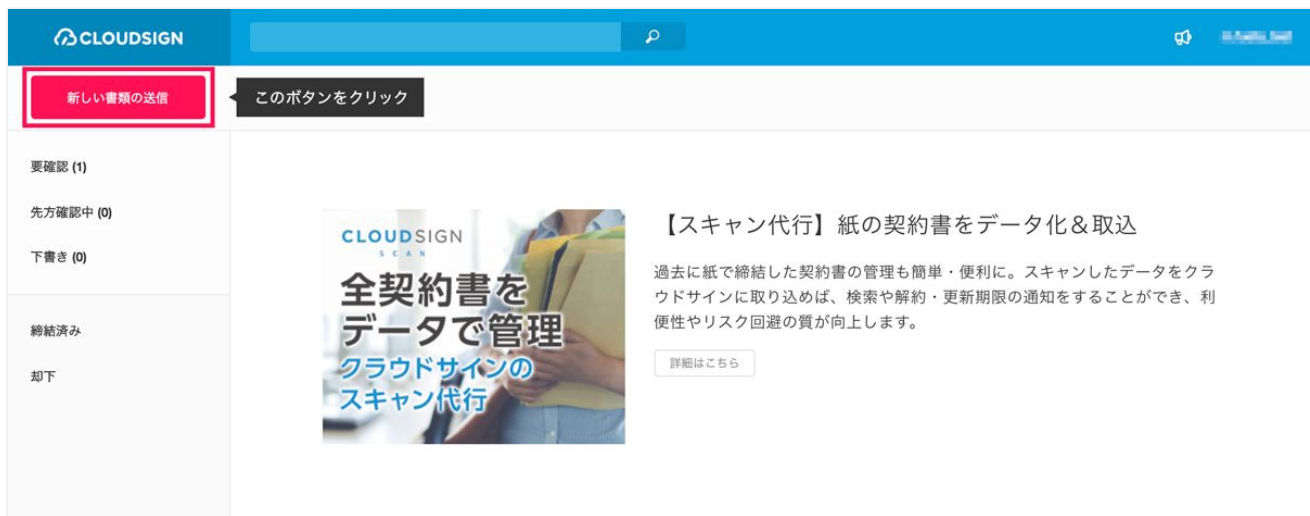 CLOUDSIGN
新しい書類の送信
このボタンをクリック
要確認 (1)
先方確認中 (0)
下書き (0)
締結済み
却下
CLOUDSIGN
SCAN
全契約書を
データで管理
クラウドサインの
スキャン代行
【スキャン代行】紙の契約書をデータ化&取込
過去に紙で締結した契約書の管理も簡単・便利に。スキャンしたデータをクラ
ウドサインに取り込めば、検索や解約・更新期限の通知をすることができ、利
便性やリスク回避の質が向上します。
詳細はこちら